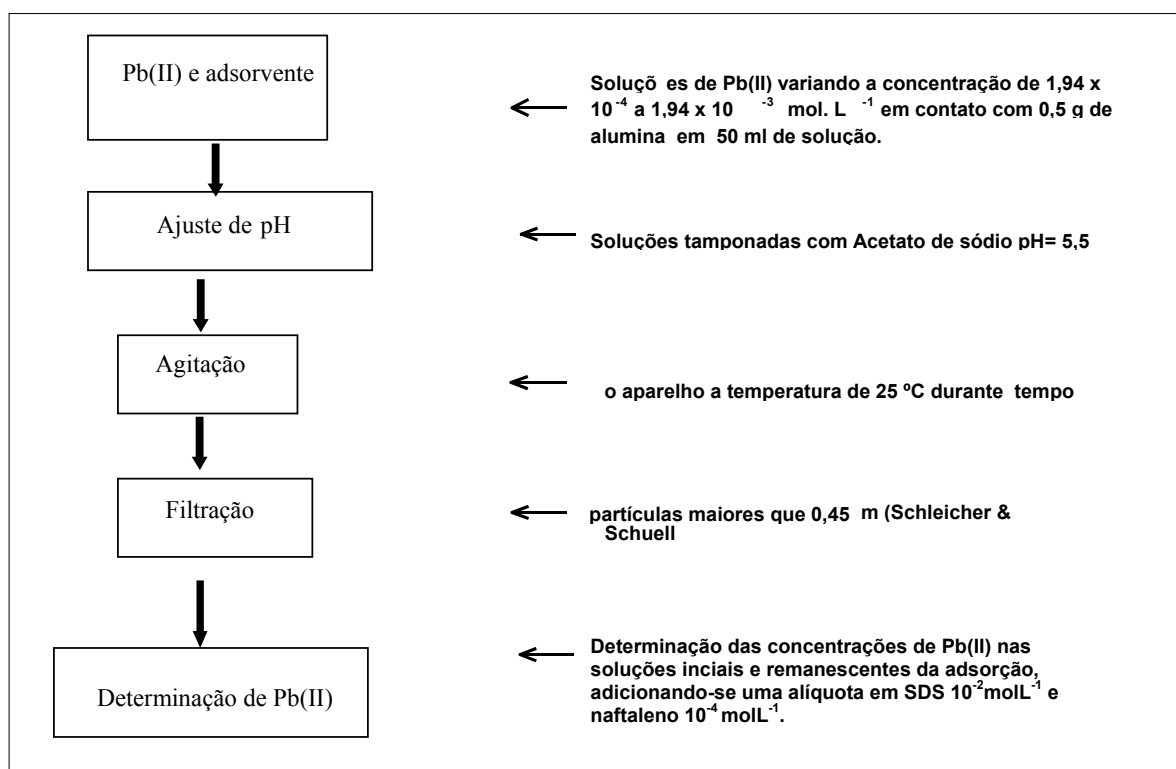 Pb(II) e adsorvente
Soluçõ es de Pb(II) variando a concentração de 1,94 x
10 -4 a 1,94 x 10 -3 mol. L -1 em contato com 0,5 g de
alumina em 50 ml de solução.
Ajuste de pH
Soluções tamponadas com Acetato de sódio pH= 5,5
Agitação
o aparelho a temperatura de 25 ºC durante tempo
Filtração
partículas maiores que 0,45 m (Schleicher &
Schuell
Determinação de Pb(II)
Determinação das concentrações de Pb(II) nas
soluções inciais e remanescentes da adsorção,
adicionando-se uma alíquota em SDS 10-2molL-1 e
naftaleno 10-4 molL-1.